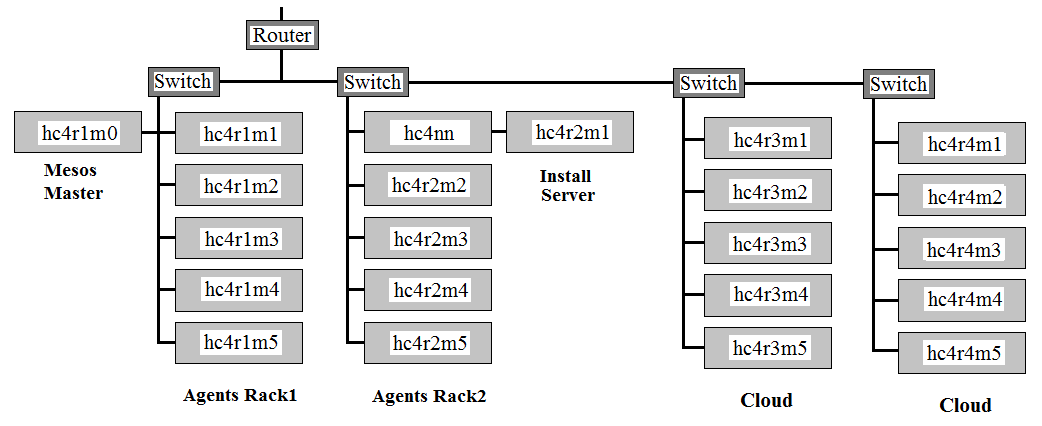 Router
Switch
Switch
Switch
Switch
hc4r1m0
Mesos
Master
hc4r1m1
hc4r1m2
hc4r1m3
hc4r1m4
hc4r1m5
Agents Rack1
hc4nn
hc4r2m1
Install
Server
hc4r2m2
hc4r2m3
hc4r2m4
hc4r2m5
Agents Rack2
hc4r3m1
hc4r3m2
hc4r3m3
hc4r3m4
hc4r3m5
Cloud
hc4r4m1
hc4r4m2
hc4r4m3
hc4r4m4
hc4r4m5
Cloud